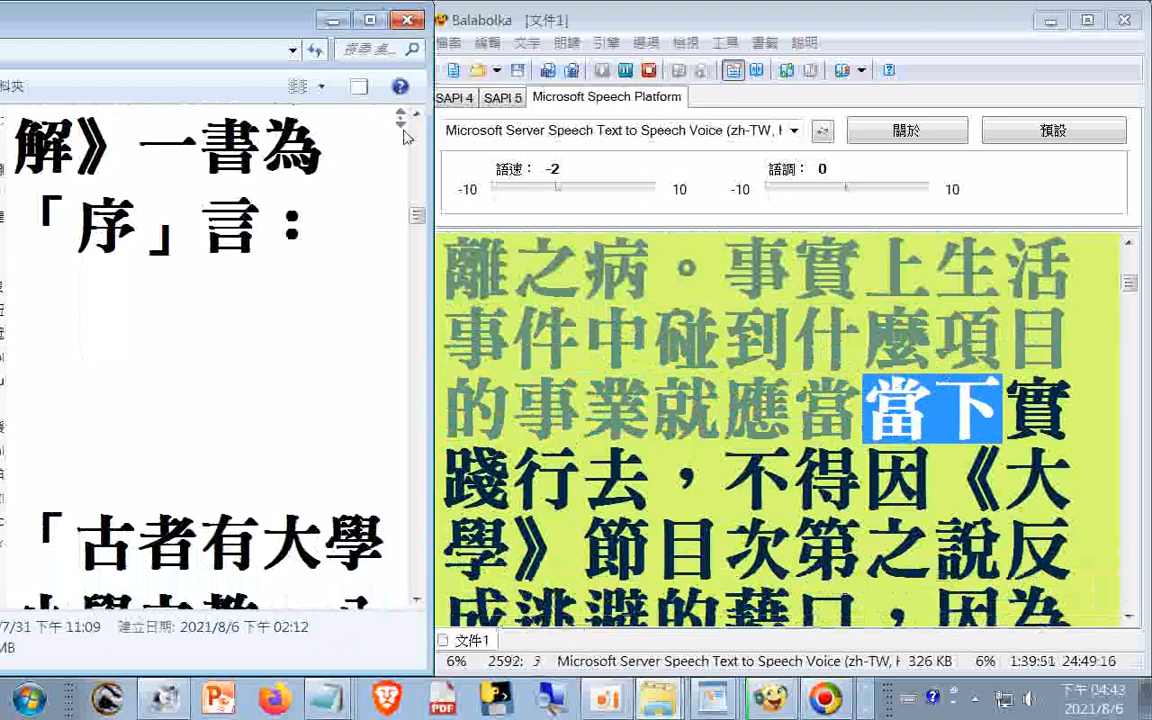 Balabolka [文件1]
檔案 編輯 文字 朗讀 引擎 選項 檢視 工具 書籤 說明
SAPI 4 SAPI 5 Microsoft Speech Platform
Microsoft Server Speech Text to Speech Voice (zh-TW, 關於 預設
語速： -2 語調： 0
-10 10 -10 10
解》一書為
「序」言：
「古者有大學
離之病。事實上生活
事件中碰到什麼項目
的事業就應當當下實
踐行去，不得因《大
學》節目次第之說反
成逃避的藉口，因為
文件1
/7/31 下午 11:09 建立日期: 2021/8/6 下午 02:12
MB
6% 2592: 3 Microsoft Server Speech Text to Speech Voice (zh-TW, 326 KB 6% 1:39:51 24:49:16
下午 04:43
2021/8/6